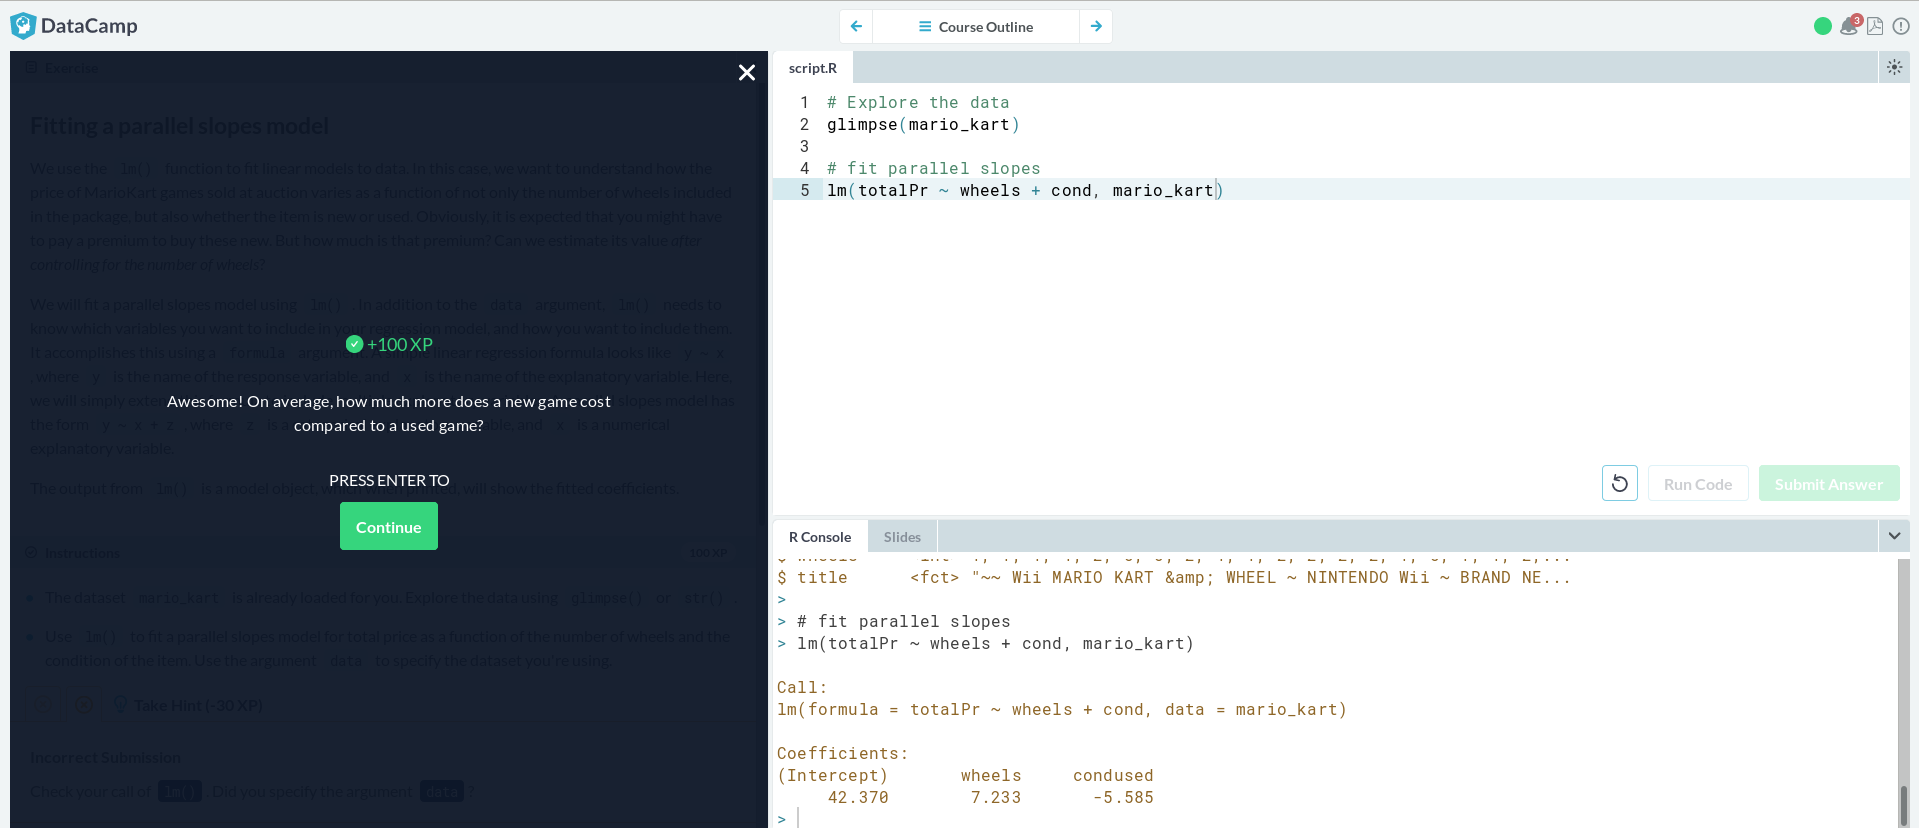 DataCamp
Course Outline
3
Exercise
Fitting a parallel slopes model
We use the lm() function to fit linear models to data. In this case, we want to understand how the
price of MarioKart games sold at auction varies as a function of not only the number of wheels included
in the package, but also whether the item is new or used. Obviously, it is expected that you might have
to pay a premium to buy these new. But how much is that premium? Can we estimate its value after
controlling for the number of wheels?
We will fit a parallel slopes model using lm() . In addition to the data argument, lm() needs to
know which variables you want to include in your regression model, and how you want to include them.
It accomplishes this using a formula argument. A simple linear regression formula looks like y ~ x
, where y is the name of the response variable, and x is the name of the explanatory variable. Here,
we will simply exten slopes model has
the form y ~ x + z , where z is a ble, and x is a numerical
explanatory variable.
The output from lm() is a model object, which when printed, will show the fitted coefficients.
+100 XP
Awesome! On average, how much more does a new game cost
compared to a used game?
PRESS ENTER TO
Continue
Instructions
100 XP
The dataset mario_kart is already loaded for you. Explore the data using glimpse() or str() .
Use lm() to fit a parallel slopes model for total price as a function of the number of wheels and the
condition of the item. Use the argument data to specify the dataset you're using.
Take Hint (-30 XP)
Incorrect Submission
Check your call of lm() . Did you specify the argument data ?
script.R
1 # Explore the data
2 glimpse(mario_kart)
3
4 # fit parallel slopes
5 lm(totalPr ~ wheels + cond, mario_kart)
Run Code
Submit Answer
R Console
Slides
$ title <fct> "~~ Wii MARIO KART &amp; WHEEL ~ NINTENDO Wii ~ BRAND NE...
>
> # fit parallel slopes
> lm(totalPr ~ wheels + cond, mario_kart)
Call:
lm(formula = totalPr ~ wheels + cond, data = mario_kart)
Coefficients:
(Intercept) wheels condused
42.370 7.233 -5.585
>